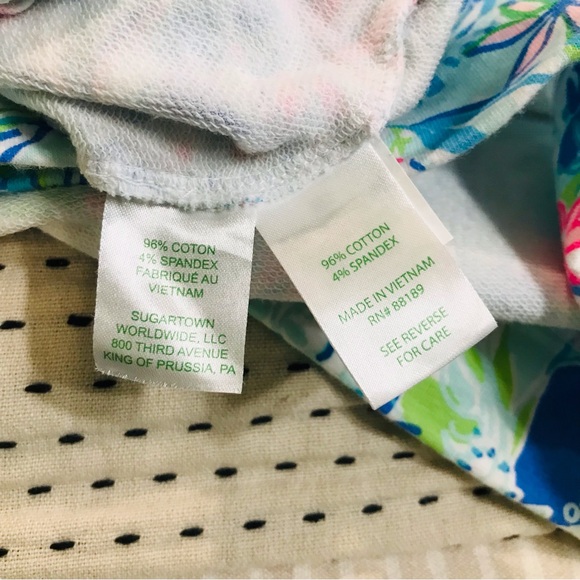 96% COTON
4% SPANDEX
FABRIQUÉ AU
VIETNAM
SUGARTOWN
WORLDWIDE, LLC
800 THIRD AVENUE
KING OF PRUSSIA, PA
96% COTTON
4% SPANDEX
MADE IN VIETNAM
RN# 88189
SEE REVERSE
FOR CARE